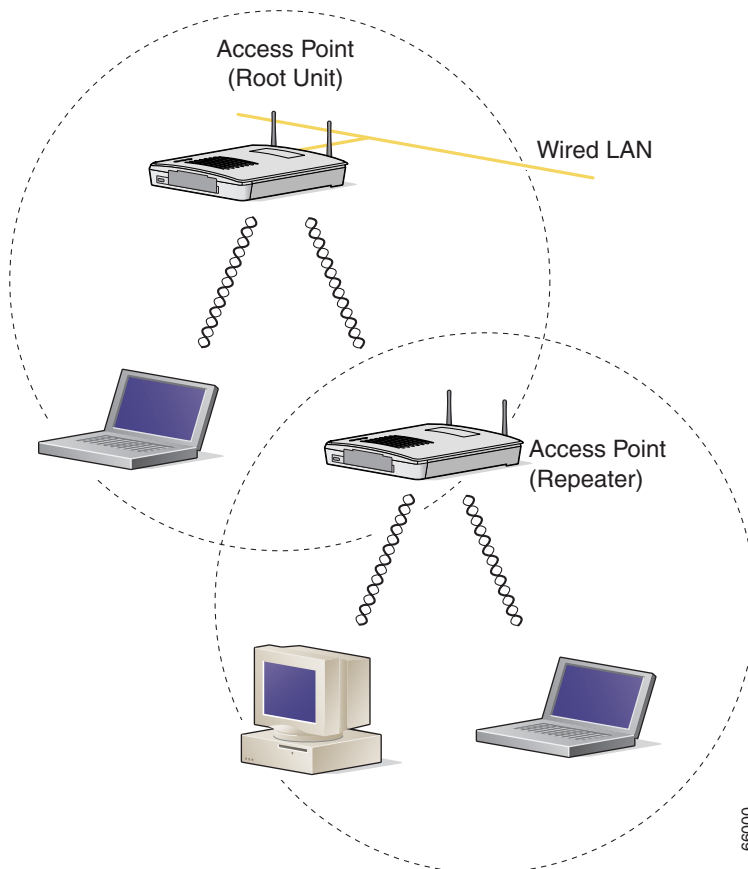 Access Point
(Root Unit)
Wired LAN
Access Point
(Repeater)
66000